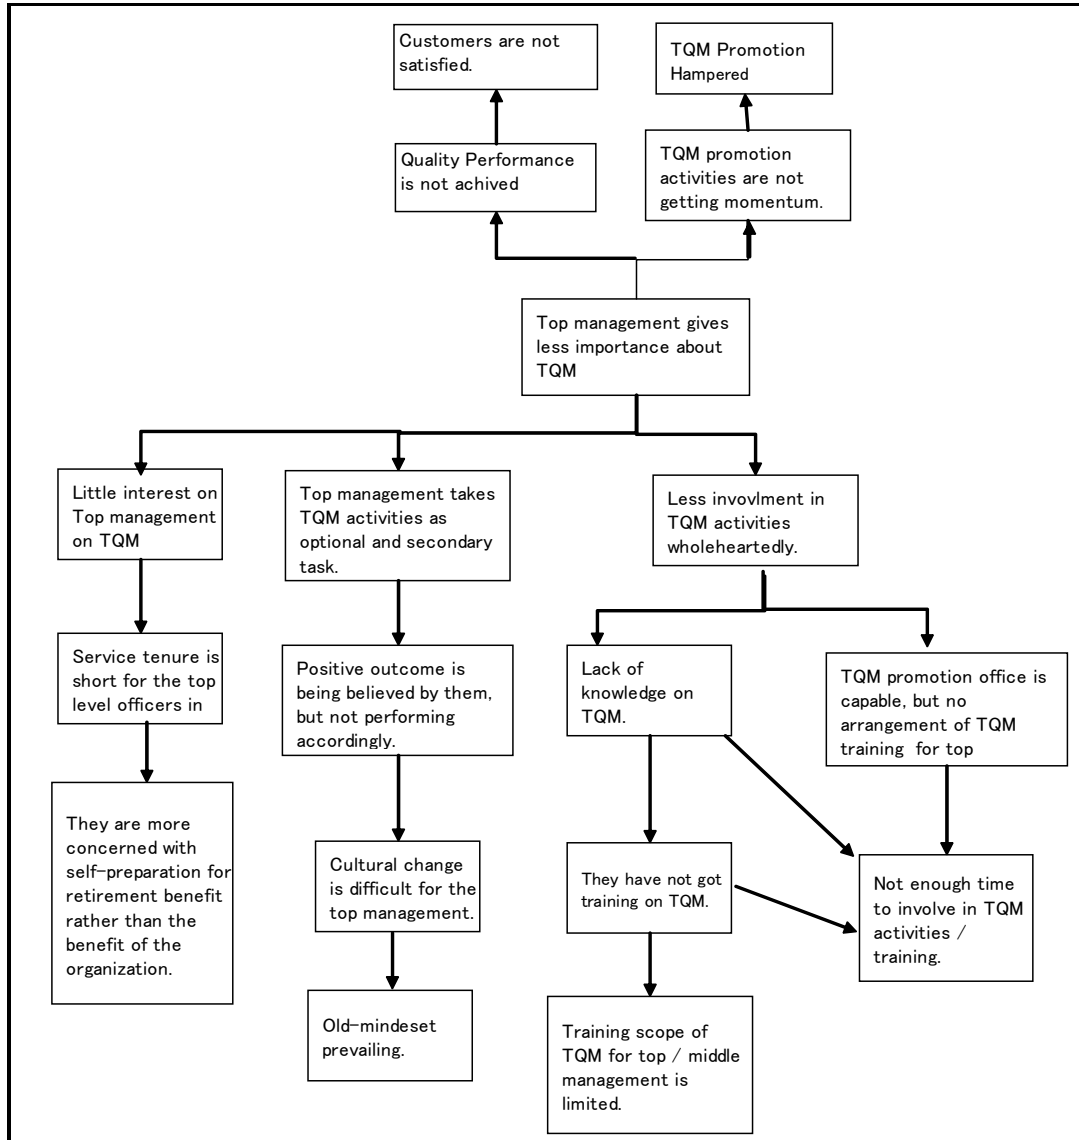 Customers are not
satisfied.
TQM Promotion
Hampered
Quality Performance
is not achived
TQM promotion
activities are not
getting momentum.
Top management gives
less importance about
TQM
Little interest on
Top management
on TQM
Top management takes
TQM activities as
optional and secondary
task.
Less invovlment in
TQM activities
wholeheartedly.
Service tenure is
short for the top
level officers in
Positive outcome is
being believed by them,
but not performing
accordingly.
Lack of
knowledge on
TQM.
TQM promotion office is
capable, but no
arrangement of TQM
training for top
They are more
concerned with
self-preparation for
retirement benefit
rather than the
benefit of the
organization.
Cultural change
is difficult for the
top management.
They have not got
training on TQM.
Not enough time
to involve in TQM
activities /
training.
Old-mindeset
prevailing.
Training scope of
TQM for top / middle
management is
limited.